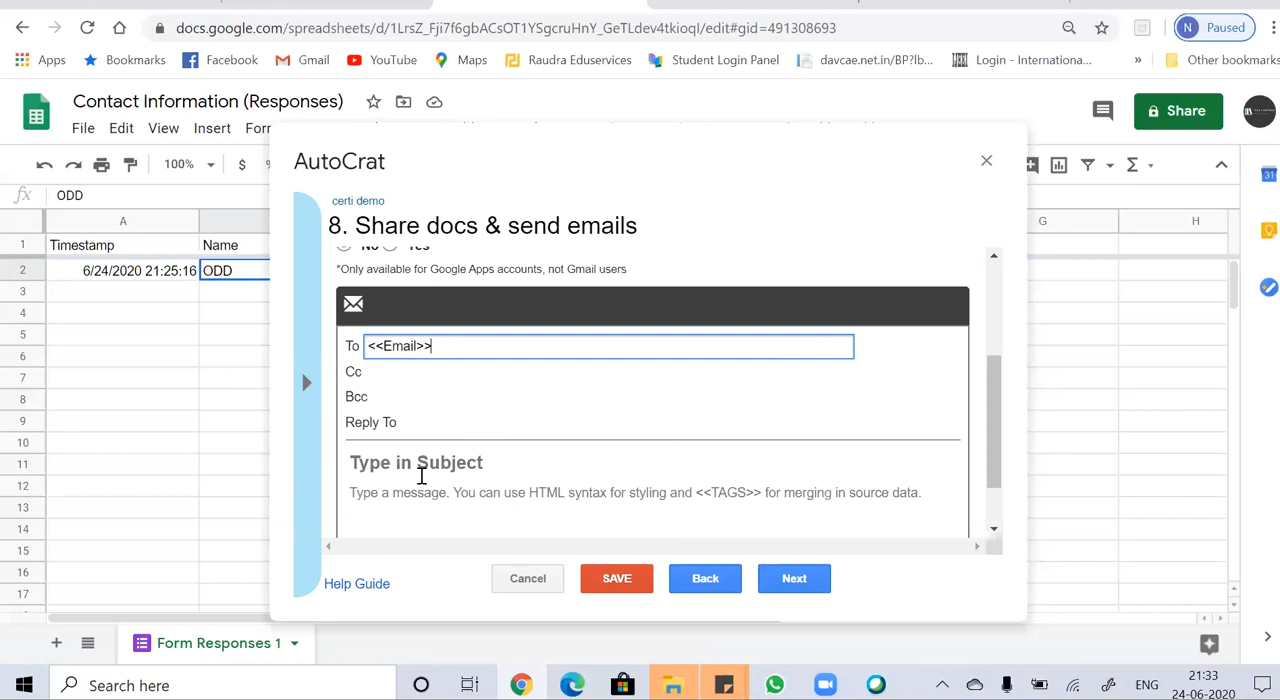 docs.google.com/spreadsheets/d/1LrsZ_Fji7f6gbACsOT1YSgcruHnY_GeTLdev4tkioqI/edit#gid=491308693
N Paused
Apps Bookmarks Facebook Gmail YouTube Maps Raudra Eduservices Student Login Panel davcae.net.in/BP?lb... Login - Internationa... » Other bookmarks
Contact Information (Responses)
Share
File Edit View Insert For
100% $ %
fx ODD
A G H
1 Timestamp Name
2 6/24/2020 21:25:16 ODD
3
4
5
6
7
8
9
10
11
12
13
14
15
16
17
AutoCrat
certi demo
8. Share docs & send emails
No Yes
*Only available for Google Apps accounts, not Gmail users
To <<Email>>
Cc
Bcc
Reply To
Type in Subject
Type a message. You can use HTML syntax for styling and <<TAGS>> for merging in source data.
Help Guide Cancel SAVE Back Next
31
Form Responses 1
Search here
ENG
21:33
24-06-2020